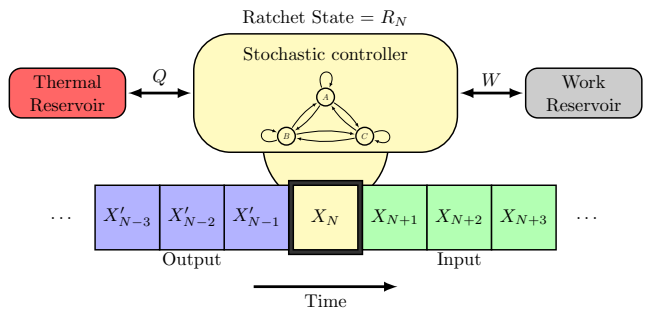 Ratchet State = R_N
Stochastic controller
Thermal
Reservoir
Q
A
B
C
W
Work
Reservoir
... X'_{N-3} X'_{N-2} X'_{N-1} X_N X_{N+1} X_{N+2} X_{N+3} ...
Output
Input
Time